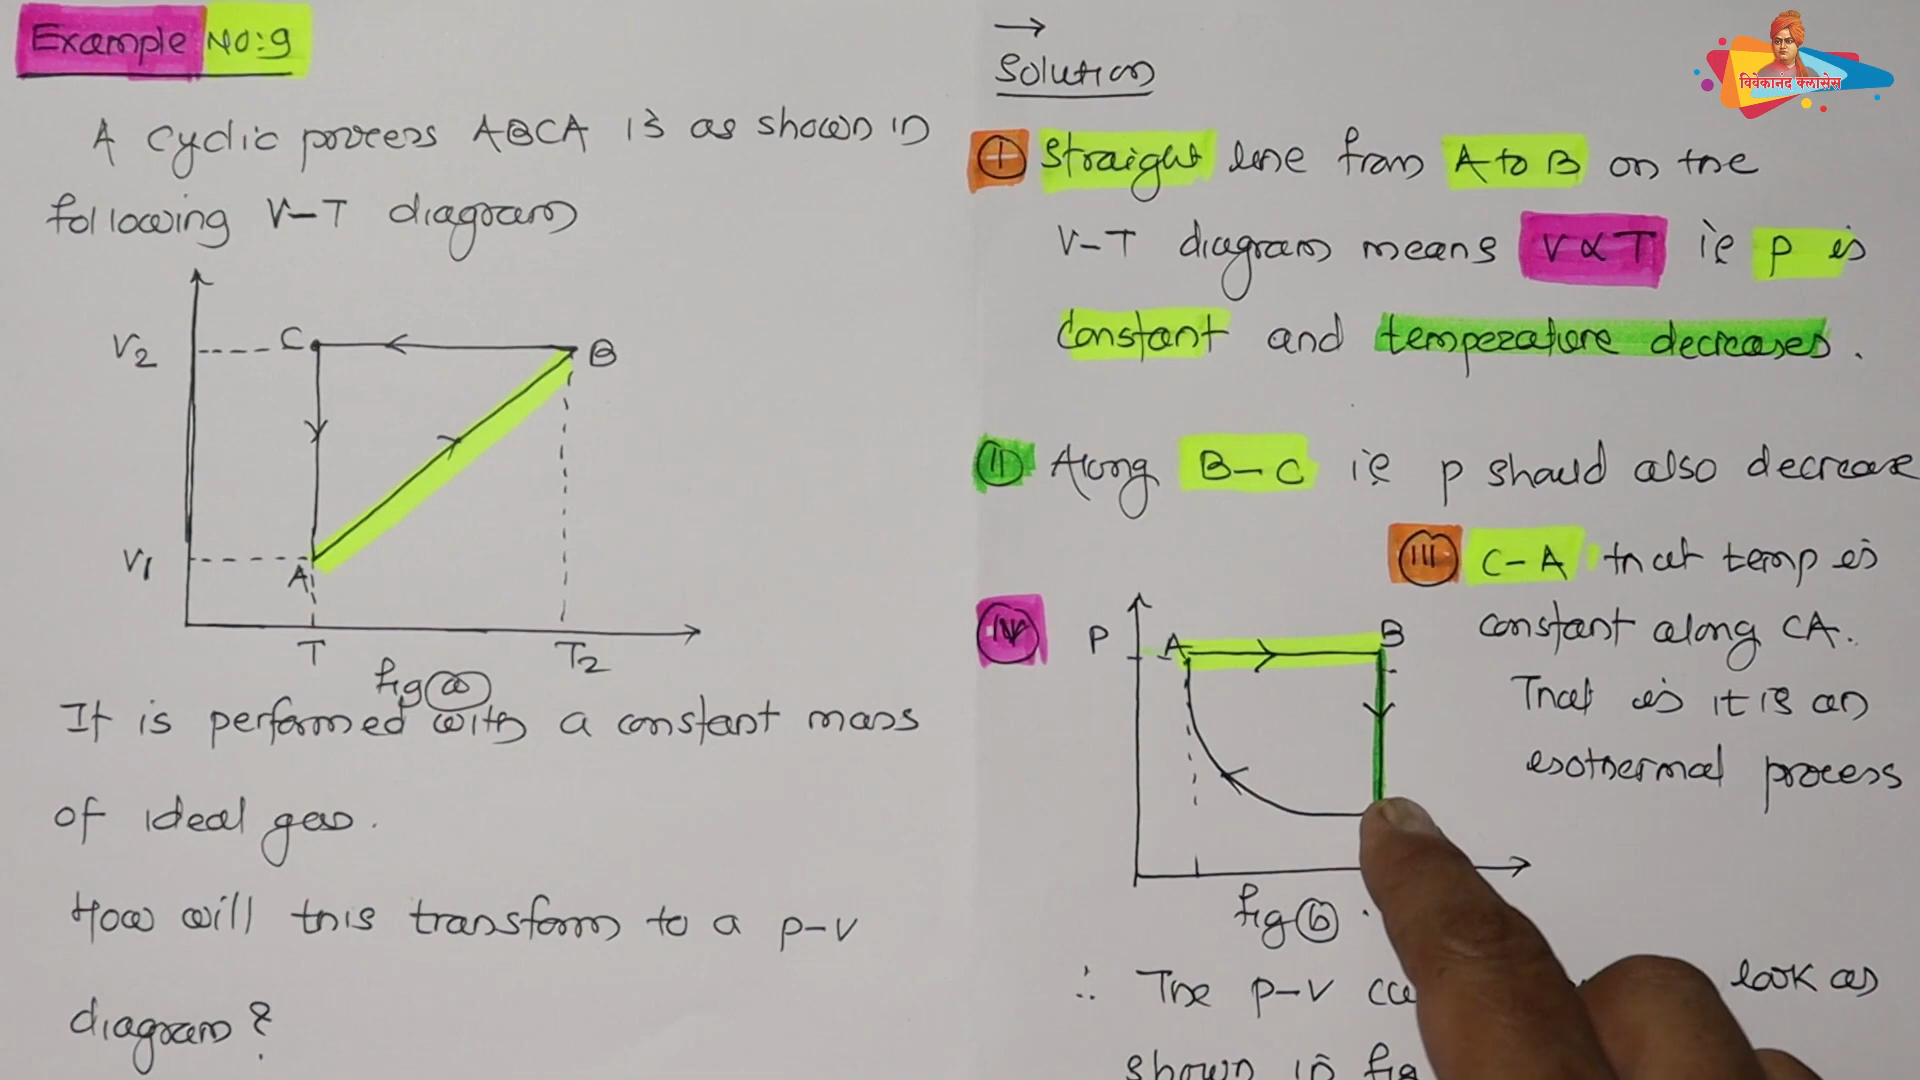 Example No:9
A cyclic process ABCA is as shown in
following V-T diagram
V2
C
B
V1
A
T
T2
fig (a)
It is performed with a constant mass
of ideal gas.
How will this transform to a p-v
diagram?
→
Solution
(I) Straight line from A to B on the
V-T diagram means V∝T ie p is
constant and temperature decreases.
(II) Along B-C ie p should also decrease
(III) C-A that temp is
constant along CA.
That is it is an
isothermal process
(IV)
P
A
B
fig (b)
∴ The p-v look as
shown in fig
विवेकानंद क्लासेस